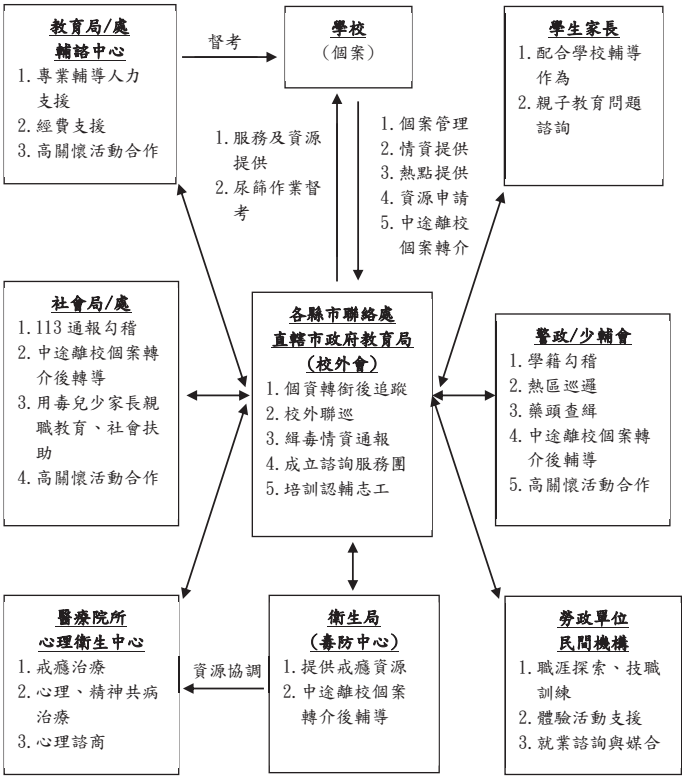 教育局/處
輔諮中心
1. 專業輔導人力
支援
2. 經費支援
3. 高關懷活動合作
督考
學校
(個案)
學生家長
1. 配合學校輔導
作為
2. 親子教育問題
諮詢
1. 服務及資源
提供
2. 尿篩作業督
考
1. 個案管理
2. 情資提供
3. 熱點提供
4. 資源申請
5. 中途離校
個案轉介
社會局/處
1. 113 通報勾稽
2. 中途離校個案轉
介後轉導
3. 用毒兒少家長親
職教育、社會扶
助
4. 高關懷活動合作
各縣市聯絡處
直轄市政府教育局
(校外會)
1. 個資轉銜後追蹤
2. 校外聯巡
3. 緝毒情資通報
4. 成立諮詢服務團
5. 培訓認輔志工
警政/少輔會
1. 學籍勾稽
2. 熱區巡邏
3. 藥頭查緝
4. 中途離校個案轉
介後輔導
5. 高關懷活動合作
醫療院所
心理衛生中心
1. 戒癮治療
2. 心理、精神共病
治療
3. 心理諮商
資源協調
衛生局
(毒防中心)
1. 提供戒癮資源
2. 中途離校個案
轉介後輔導
勞政單位
民間機構
1. 職涯探索、技職
訓練
2. 體驗活動支援
3. 就業諮詢與媒合